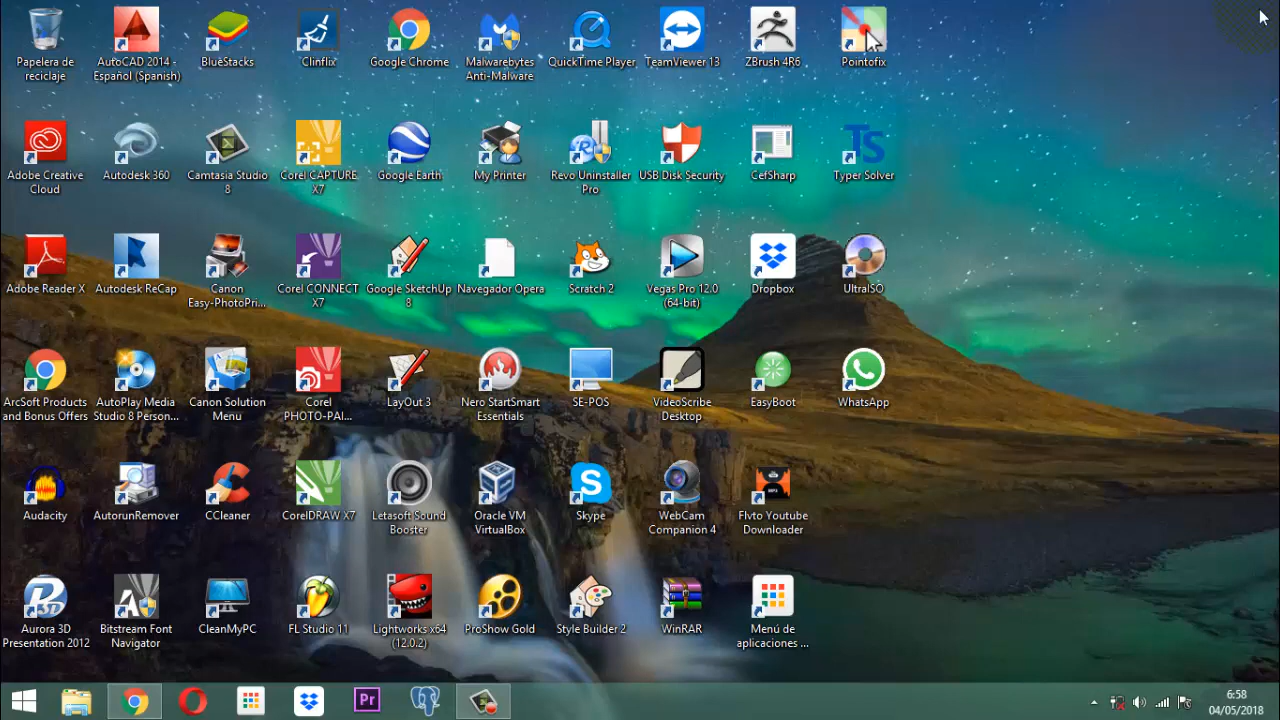 Papelera de
reciclaje
AutoCAD 2014 -
Español (Spanish)
BlueStacks
Clinflix
Google Chrome
Malwarebytes
Anti-Malware
QuickTime Player
TeamViewer 13
ZBrush 4R6
Pointofix
Adobe Creative
Cloud
Autodesk 360
Camtasia Studio
8
Corel CAPTURE
X7
Google Earth
My Printer
Revo Uninstaller
Pro
USB Disk Security
CefSharp
TS
Typer Solver
Adobe Reader X
Autodesk ReCap
Canon
Easy-PhotoPri...
Corel CONNECT
X7
Google SketchUp
8
Navegador Opera
Scratch 2
Vegas Pro 12.0
(64-bit)
Dropbox
UltraISO
ArcSoft Products
and Bonus Offers
AutoPlay Media
Studio 8 Person...
Canon Solution
Menu
Corel
PHOTO-PAI...
LayOut 3
Nero StartSmart
Essentials
SE-POS
VideoScribe
Desktop
EasyBoot
WhatsApp
Audacity
AutorunRemover
CCleaner
CorelDRAW X7
Letasoft Sound
Booster
Oracle VM
VirtualBox
Skype
WebCam
Companion 4
Flvto Youtube
Downloader
Aurora 3D
Presentation 2012
Bitstream Font
Navigator
CleanMyPC
FL Studio 11
Lightworks x64
(12.0.2)
ProShow Gold
Style Builder 2
WinRAR
Menú de
aplicaciones ...
Pr
6:58
04/05/2018